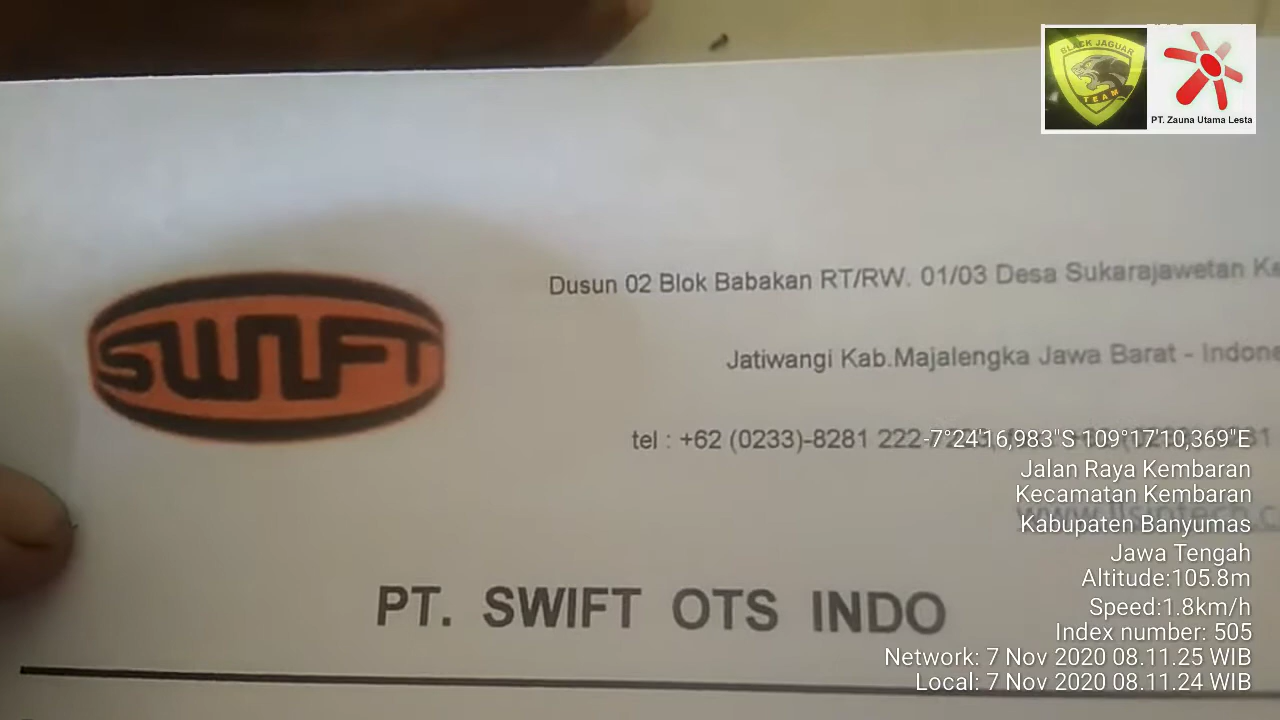 BLACK JAGUAR
TEAM
PT. Zauna Utama Lesta
SWIFT
Dusun 02 Blok Babakan RT/RW. 01/03 Desa Sukarajawetan
Jatiwangi Kab.Majalengka Jawa Barat - Indone
tel : +62 (0233)-8281 222
-7°24'16,983"S 109°17'10,369"E
Jalan Raya Kembaran
Kecamatan Kembaran
Kabupaten Banyumas
Jawa Tengah
Altitude:105.8m
Speed:1.8km/h
Index number: 505
Network: 7 Nov 2020 08.11.25 WIB
Local: 7 Nov 2020 08.11.24 WIB
PT. SWIFT OTS INDO